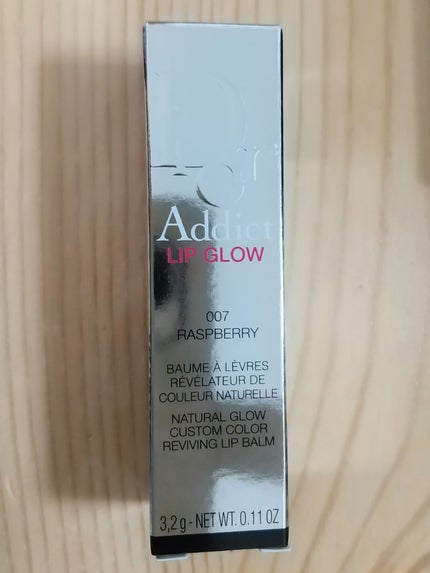 Dior
Addict
LIP GLOW
007
RASPBERRY
BAUME À LÈVRES
RÉVÉLATEUR DE
COULEUR NATURELLE
NATURAL GLOW
CUSTOM COLOR
REVIVING LIP BALM
3,2 g - NET WT. 0.11 OZ